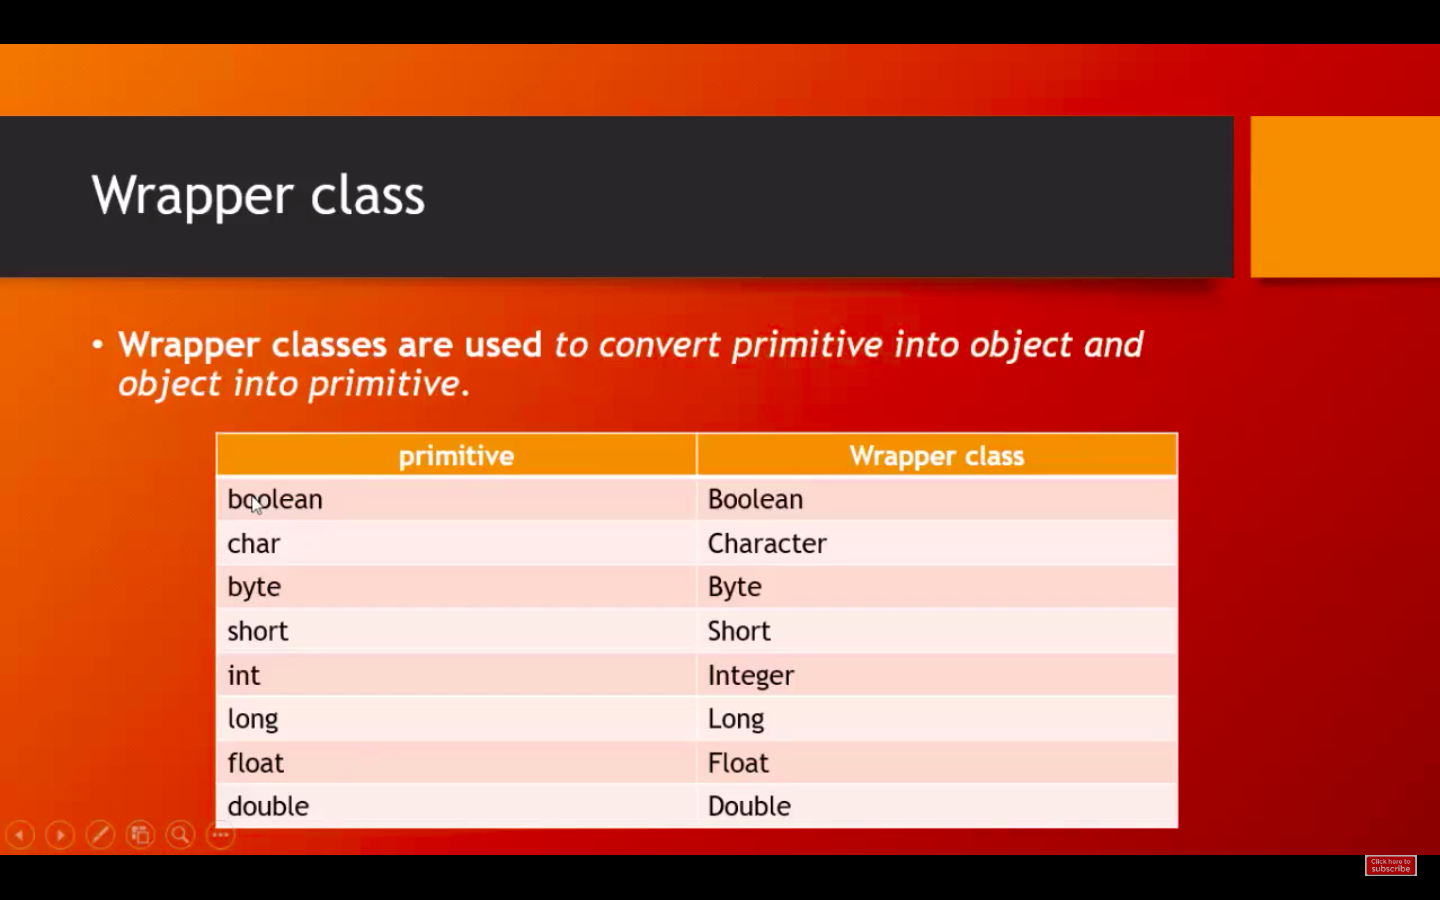 Wrapper class
• Wrapper classes are used to convert primitive into object and
object into primitive.
primitive Wrapper class
boolean Boolean
char Character
byte Byte
short Short
int Integer
long Long
float Float
double Double
Click here to
subscribe